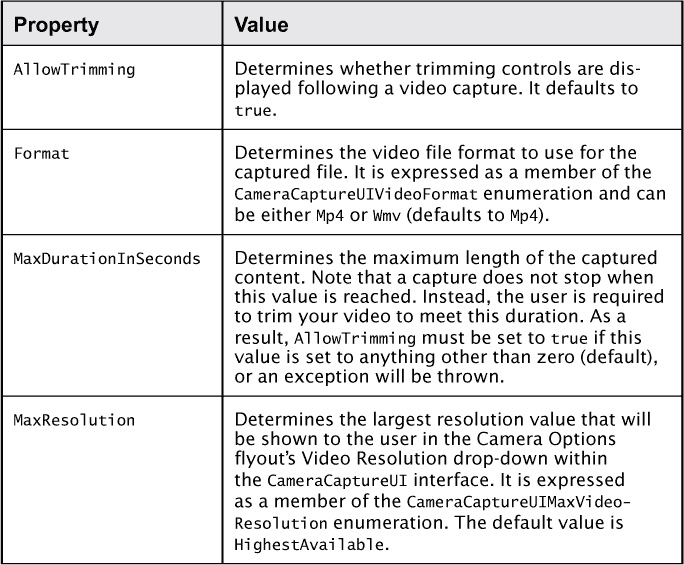 Property Value
AllowTrimming Determines whether trimming controls are dis-
played following a video capture. It defaults to
true.
Format Determines the video file format to use for the
captured file. It is expressed as a member of the
CameraCaptureUIVideoFormat enumeration and can
be either Mp4 or Wmv (defaults to Mp4).
MaxDurationInSeconds Determines the maximum length of the captured
content. Note that a capture does not stop when
this value is reached. Instead, the user is required
to trim your video to meet this duration. As a
result, AllowTrimming must be set to true if this
value is set to anything other than zero (default),
or an exception will be thrown.
MaxResolution Determines the largest resolution value that will
be shown to the user in the Camera Options
flyout's Video Resolution drop-down within
the CameraCaptureUI interface. It is expressed
as a member of the CameraCaptureUIMaxVideo-
Resolution enumeration. The default value is
HighestAvailable.